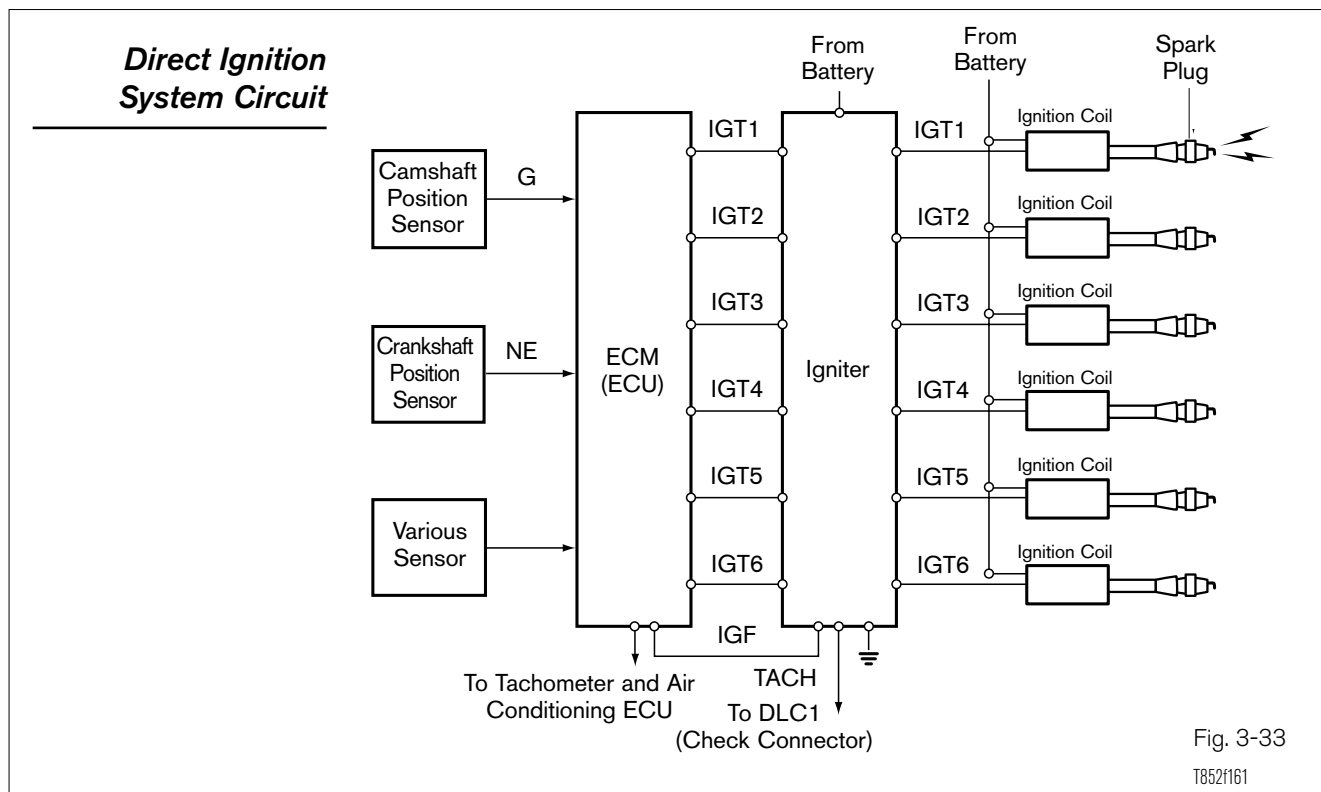 Direct Ignition
System Circuit
From
Battery
From
Battery
Spark
Plug
Camshaft
Position
Sensor
G
Crankshaft
Position
Sensor
NE
Various
Sensor
ECM
(ECU)
IGT1
IGT2
IGT3
IGT4
IGT5
IGT6
Igniter
IGT1
IGT2
IGT3
IGT4
IGT5
IGT6
Ignition Coil
Ignition Coil
Ignition Coil
Ignition Coil
Ignition Coil
Ignition Coil
IGF
TACH
To Tachometer and Air
Conditioning ECU
To DLC1
(Check Connector)
Fig. 3-33
T852f161